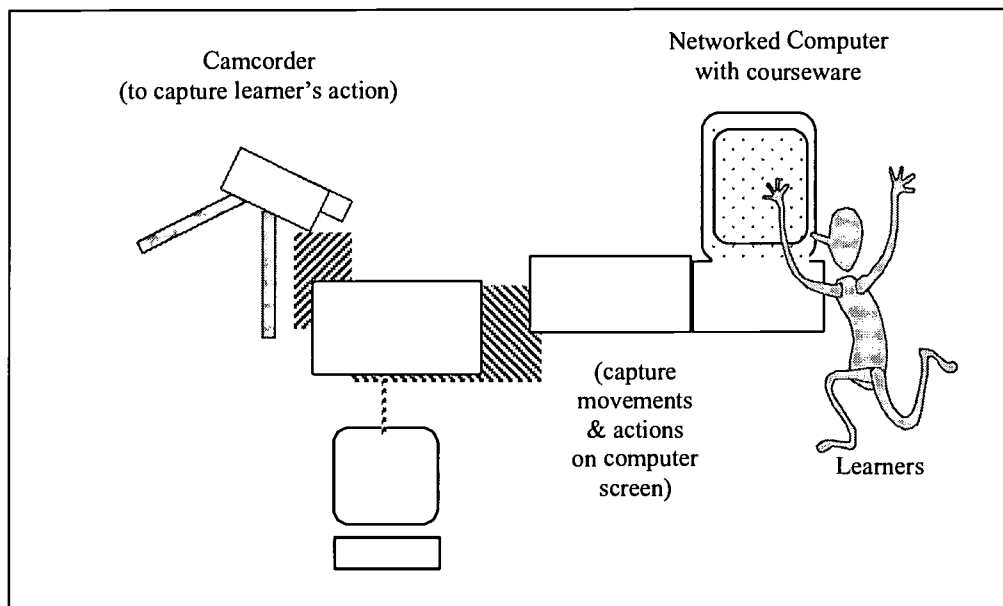 Camcorder
(to capture learner's action)
Networked Computer
with courseware
(capture
movements
& actions
on computer
screen)
Learners